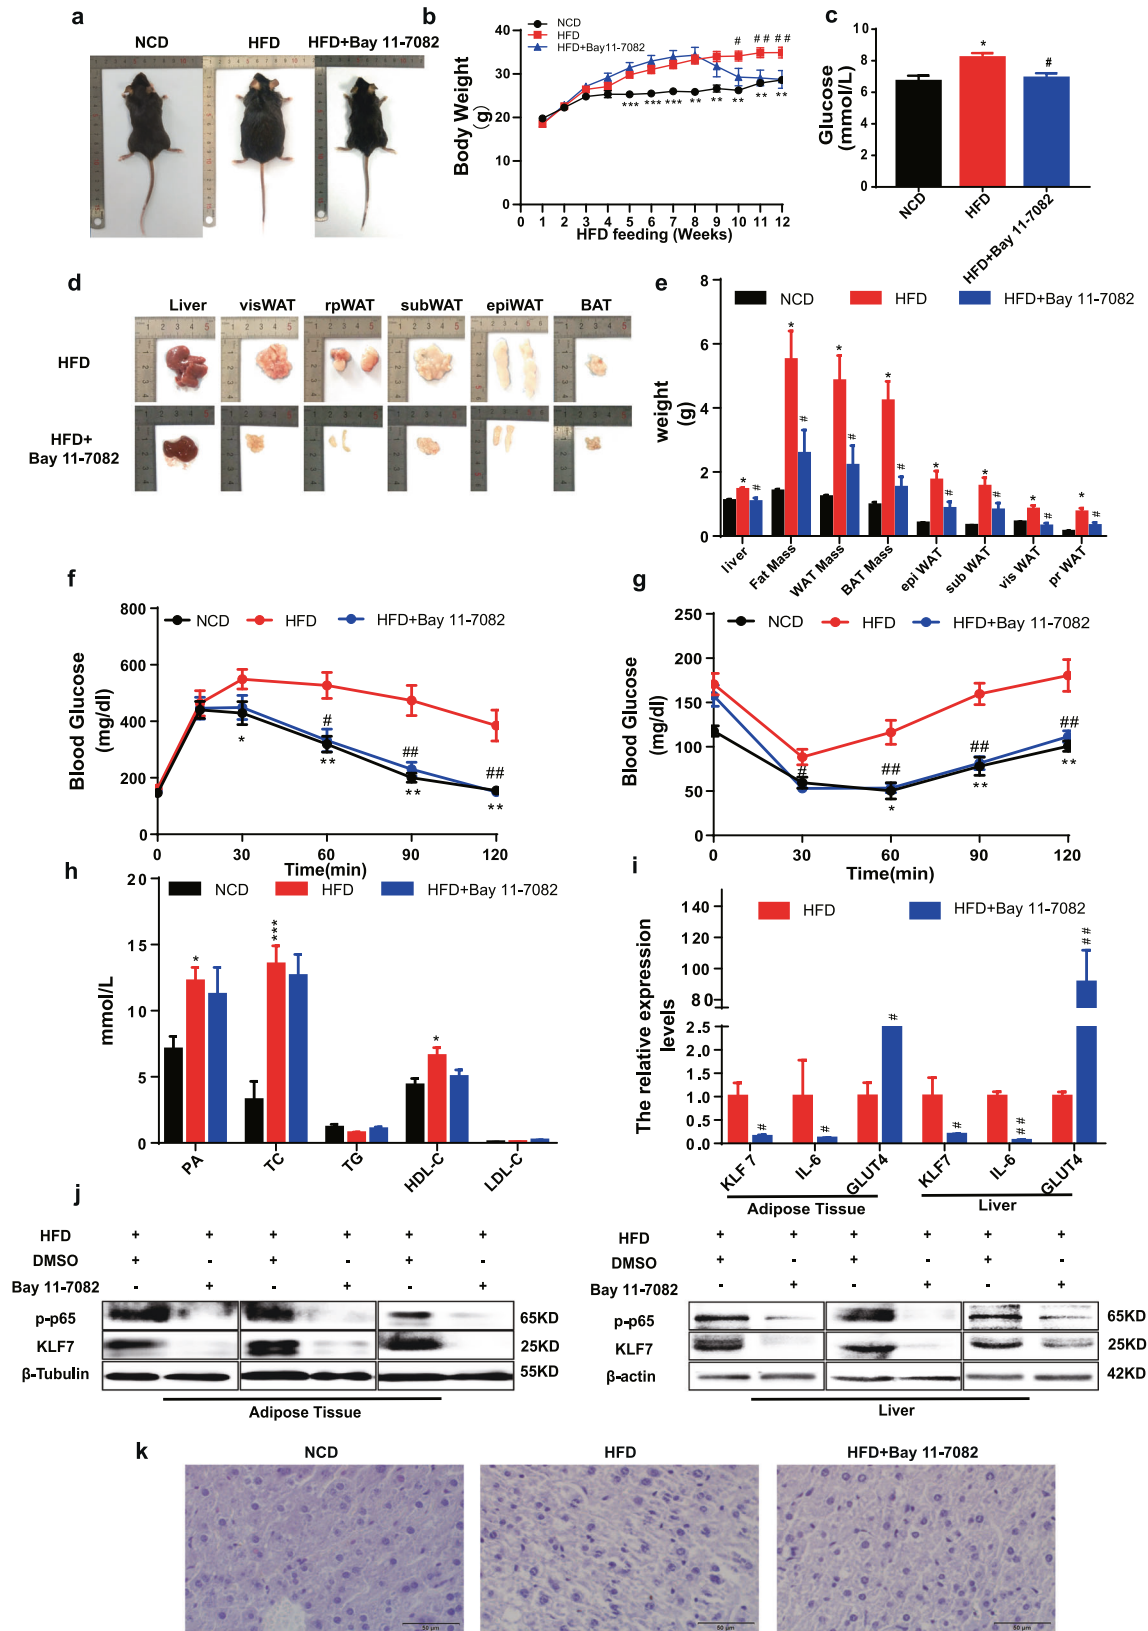 a
NCD
HFD
HFD+Bay 11-7082
b
NCD
HFD
HFD+Bay11-7082
Body Weight
(g)
40
30
20
10
0
# ## ##
*** *** *** ** ** ** ** **
0 1 2 3 4 5 6 7 8 9 10 11 12
HFD feeding (Weeks)
c
Glucose
(mmol/L)
10
8
6
4
2
0
*
#
NCD
HFD
HFD+Bay 11-7082
d
Liver visWAT rpWAT subWAT epiWAT BAT
HFD
HFD+
Bay 11-7082
e
NCD
HFD
HFD+Bay 11-7082
weight
(g)
8
6
4
2
0
* * * * * * * *
# # # # # # #
liver
Fat Mass
WAT Mass
BAT Mass
epi WAT
sub WAT
vis WAT
pr WAT
f
NCD
HFD
HFD+Bay 11-7082
Blood Glucose
(mg/dl)
800
600
400
200
0
*
#
**
##
**
##
**
0 30 60 90 120
Time(min)
g
NCD
HFD
HFD+Bay 11-7082
Blood Glucose
(mg/dl)
250
200
150
100
50
0
#
##
*
##
**
##
**
0 30 60 90 120
Time(min)
h
NCD
HFD
HFD+Bay 11-7082
mmol/L
20
15
10
5
0
*
***
*
PA
TC
TG
HDL-C
LDL-C
i
HFD
HFD+Bay 11-7082
The relative expression
levels
140
120
100
80
2.5
2.0
1.5
1.0
0.5
0.0
#
#
#
#
##
##
KLF 7
IL-6
GLUT4
KLF7
IL-6
GLUT4
Adipose Tissue
Liver
j
HFD + + + + + +
DMSO + - + - + -
Bay 11-7082 - + - + - +
p-p65 65KD
KLF7 25KD
β-Tubulin 55KD
Adipose Tissue
HFD + + + + + +
DMSO + - + - + -
Bay 11-7082 - + - + - +
p-p65 65KD
KLF7 25KD
β-actin 42KD
Liver
k
NCD
HFD
HFD+Bay 11-7082
50 μm
50 μm
50 μm